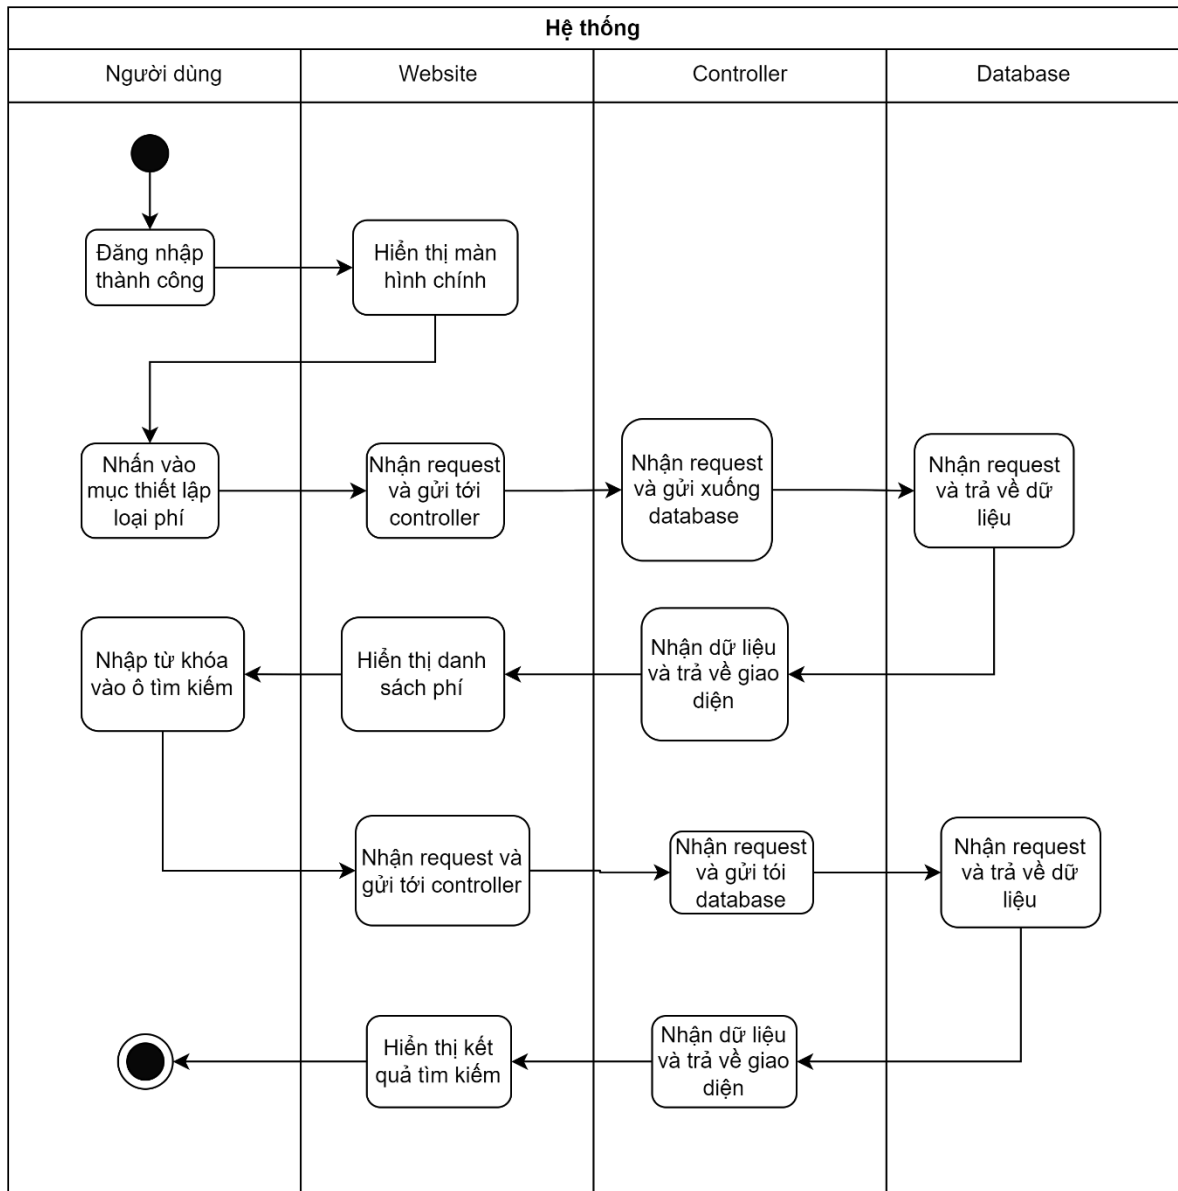 Hệ thống
Người dùng
Website
Controller
Database
Đăng nhập
thành công
Hiển thị màn
hình chính
Nhấn vào
mục thiết lập
loại phí
Nhận request
và gửi tới
controller
Nhận request
và gửi xuống
database
Nhận request
và trả về dữ
liệu
Nhập từ khóa
vào ô tìm kiếm
Hiển thị danh
sách phí
Nhận dữ liệu
và trả về giao
diện
Nhận request và
gửi tới controller
Nhận request
và gửi tói
database
Nhận request
và trả về dữ
liệu
Hiển thị kết
quả tìm kiếm
Nhận dữ liệu
và trả về giao
diện